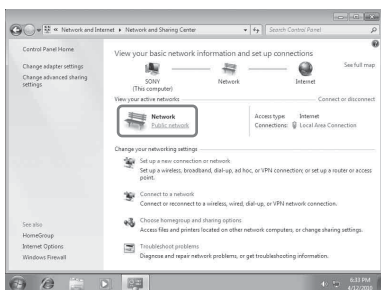 « Network and Internet ▸ Network and Sharing Center
Search Control Panel
Control Panel Home
Change adapter settings
Change advanced sharing
settings
View your basic network information and set up connections
See full map
SONY
(This computer)
Network
Internet
View your active networks
Connect or disconnect
Network
Public network
Access type: Internet
Connections: Local Area Connection
Change your networking settings
Set up a new connection or network
Set up a wireless, broadband, dial-up, ad hoc, or VPN connection; or set up a router or access
point.
Connect to a network
Connect or reconnect to a wireless, wired, dial-up, or VPN network connection.
Choose homegroup and sharing options
Access files and printers located on other network computers, or change sharing settings.
Troubleshoot problems
Diagnose and repair network problems, or get troubleshooting information.
See also
HomeGroup
Internet Options
Windows Firewall
6:33 PM
4/12/2010